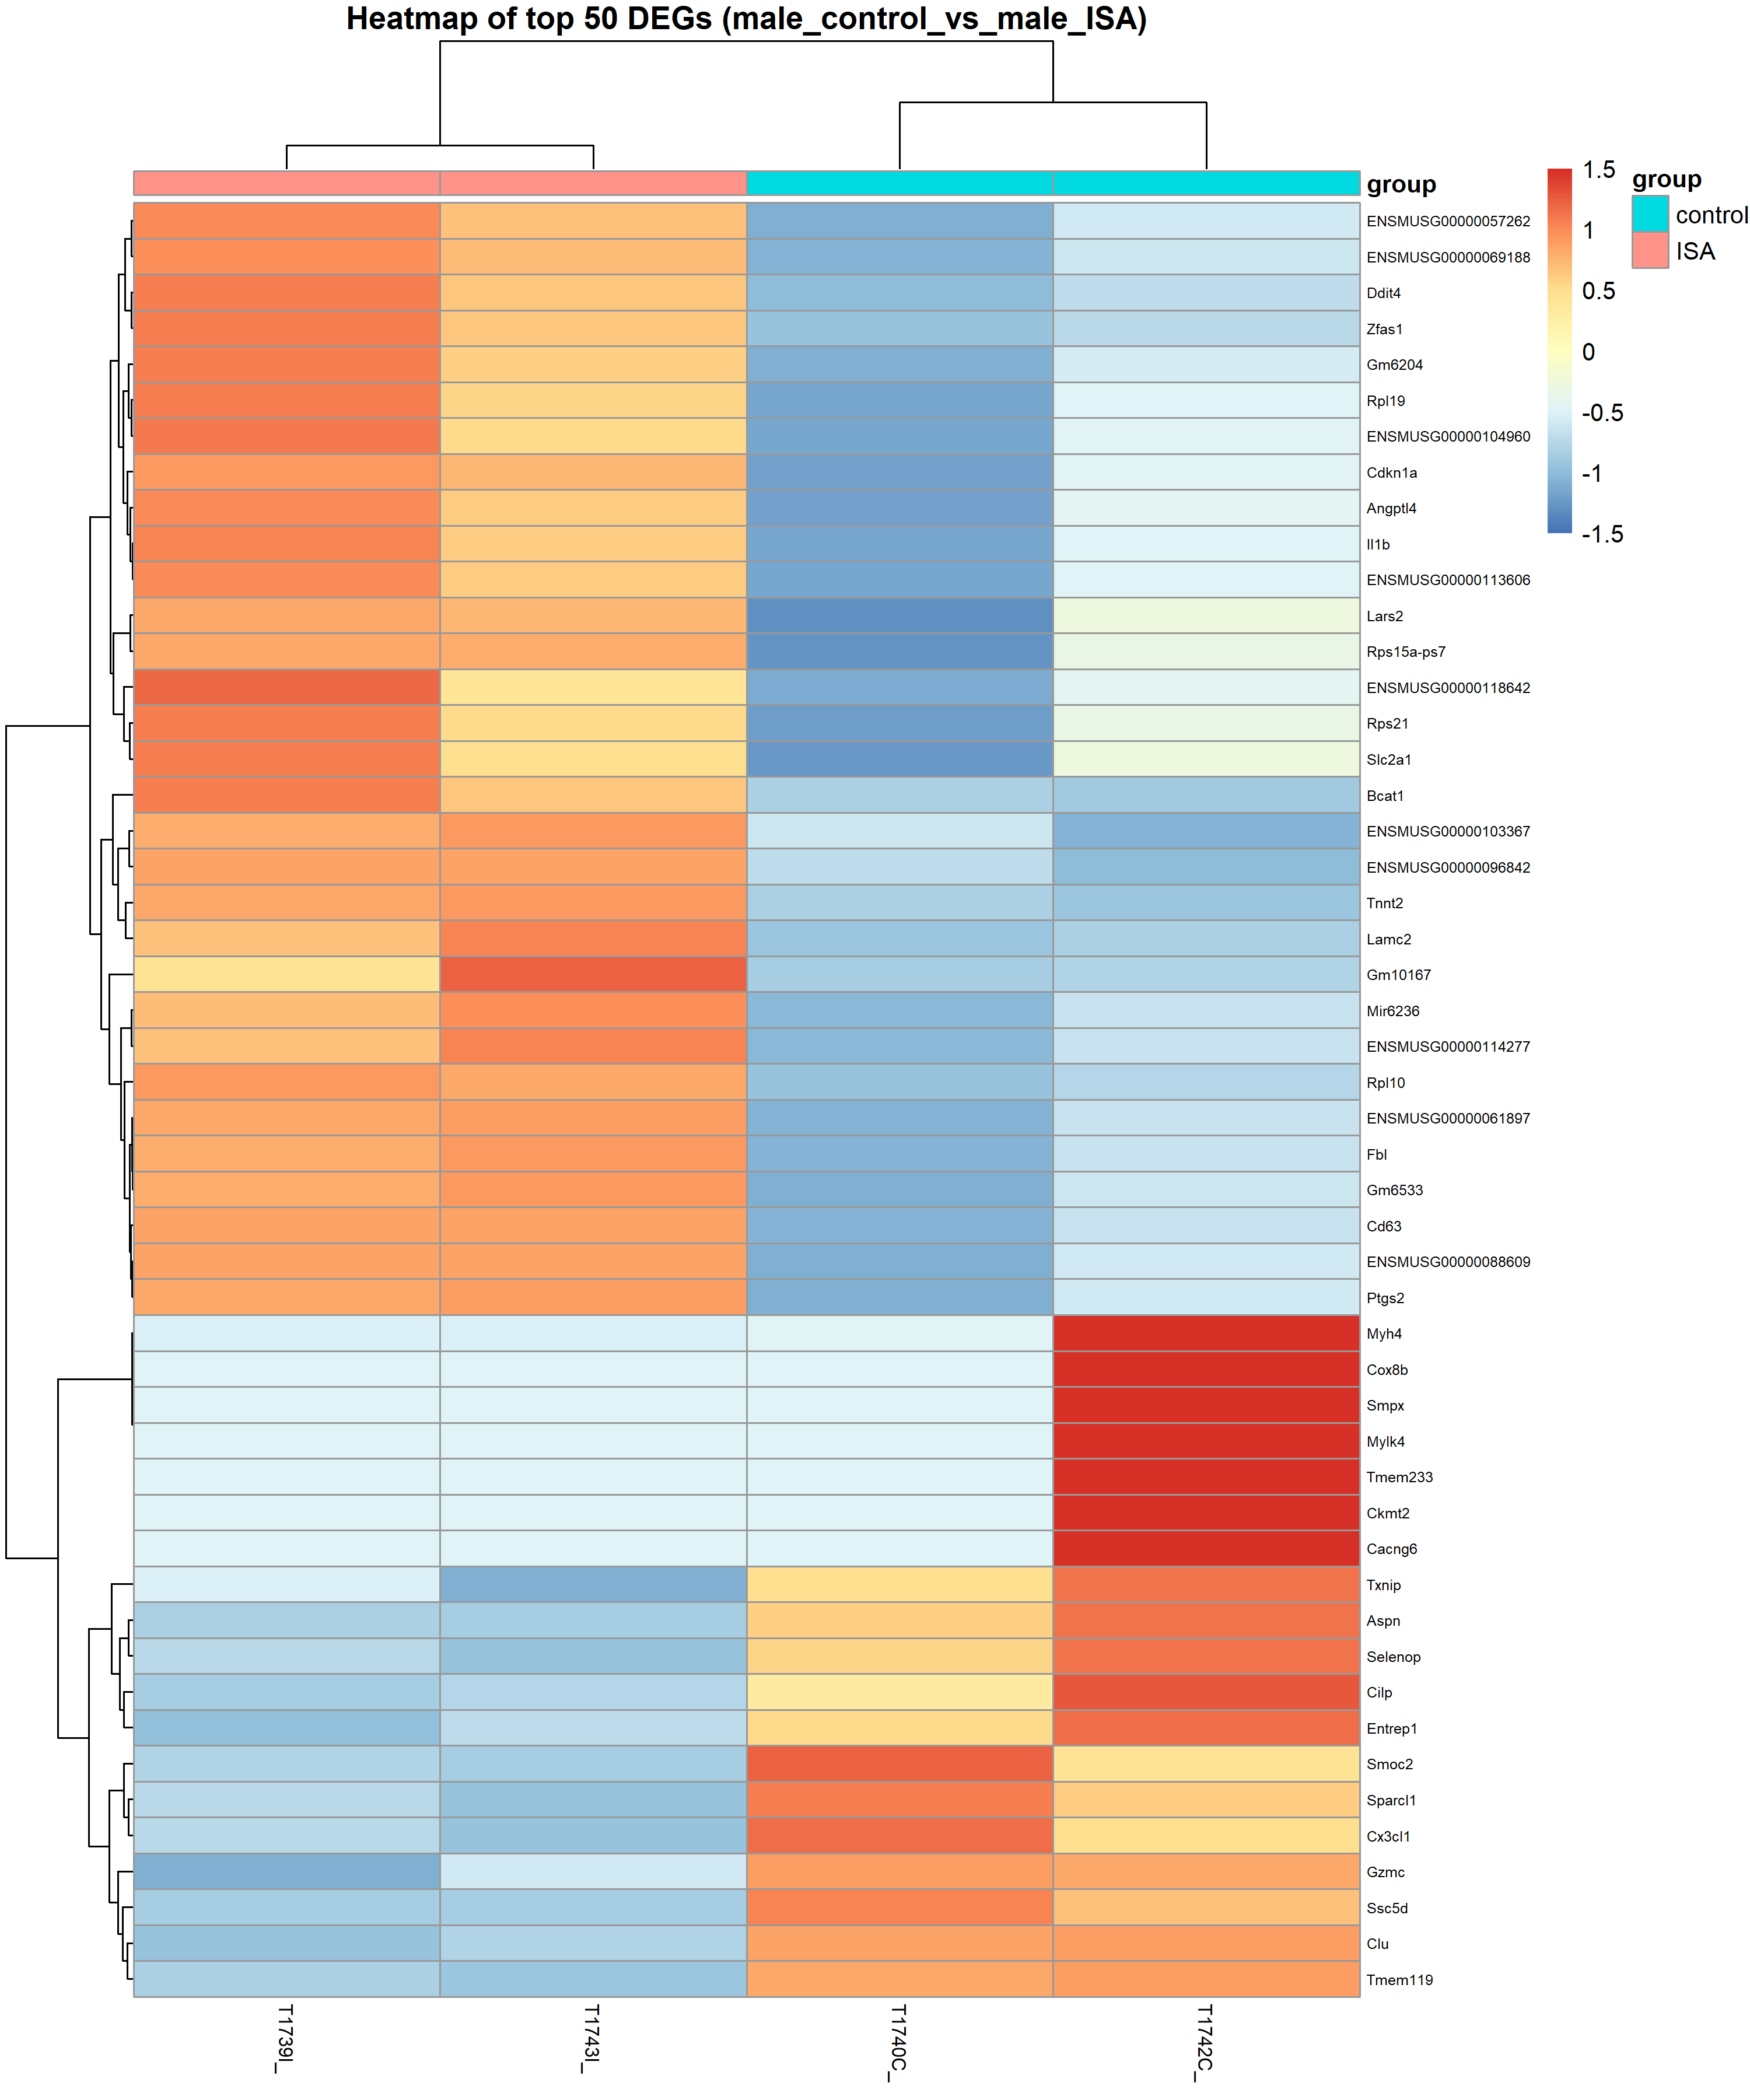 Heatmap of top 50 DEGs (male_control_vs_male_ISA)
group
1.5
1
0.5
0
-0.5
-1
-1.5
group
control
ISA
ENSMUSG00000057262
ENSMUSG00000069188
Ddit4
Zfas1
Gm6204
Rpl19
ENSMUSG00000104960
Cdkn1a
Angptl4
Il1b
ENSMUSG00000113606
Lars2
Rps15a-ps7
ENSMUSG00000118642
Rps21
Slc2a1
Bcat1
ENSMUSG00000103367
ENSMUSG00000096842
Tnnt2
Lamc2
Gm10167
Mir6236
ENSMUSG00000114277
Rpl10
ENSMUSG00000061897
Fbl
Gm6533
Cd63
ENSMUSG00000088609
Ptgs2
Myh4
Cox8b
Smpx
Mylk4
Tmem233
Ckmt2
Cacng6
Txnip
Aspn
Selenop
Cilp
Entrep1
Smoc2
Sparcl1
Cx3cl1
Gzmc
Ssc5d
Clu
Tmem119
T1739I_
T1743I_
T1740C_
T1742C_